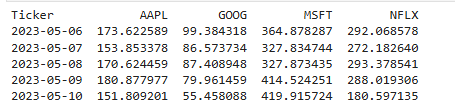 Ticker AAPL GOOG MSFT NFLX
2023-05-06 173.622589 99.384318 364.878287 292.068578
2023-05-07 153.853378 86.573734 327.834744 272.182640
2023-05-08 170.624459 87.408948 327.873435 293.378541
2023-05-09 180.877977 79.961459 414.524251 288.019306
2023-05-10 151.809201 55.458088 419.915724 180.597135